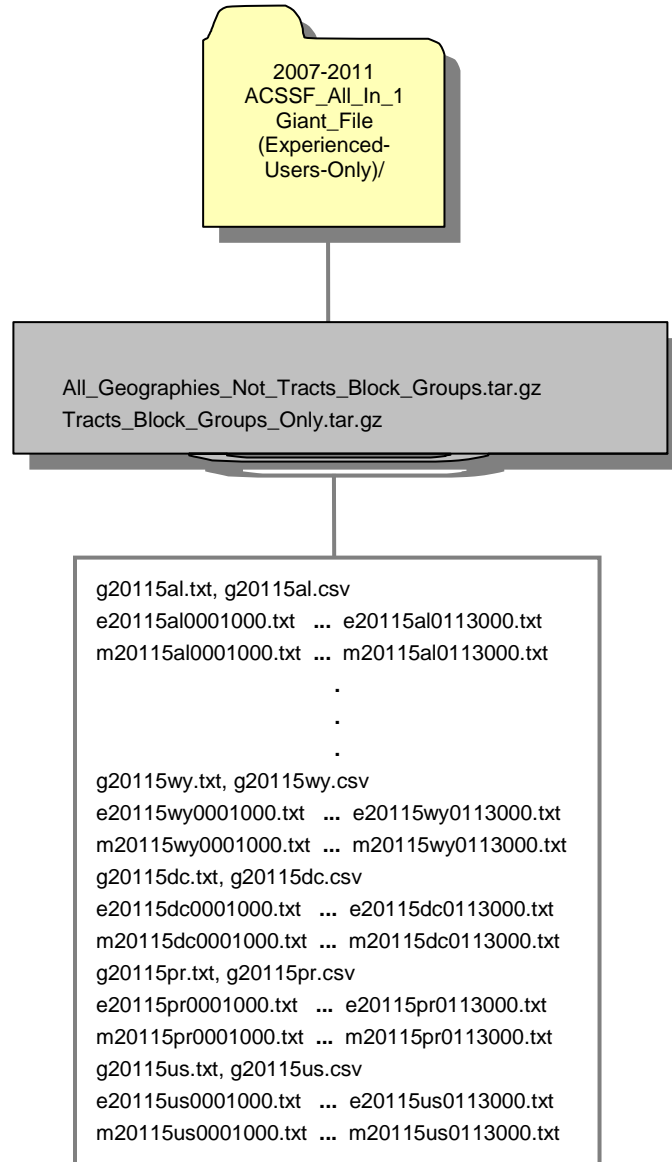 2007-2011
ACSSF_All_In_1
Giant_File
(Experienced-
Users-Only)/
All_Geographies_Not_Tracts_Block_Groups.tar.gz
Tracts_Block_Groups_Only.tar.gz
g20115al.txt, g20115al.csv
e20115al0001000.txt ... e20115al0113000.txt
m20115al0001000.txt ... m20115al0113000.txt
.
.
.
g20115wy.txt, g20115wy.csv
e20115wy0001000.txt ... e20115wy0113000.txt
m20115wy0001000.txt ... m20115wy0113000.txt
g20115dc.txt, g20115dc.csv
e20115dc0001000.txt ... e20115dc0113000.txt
m20115dc0001000.txt ... m20115dc0113000.txt
g20115pr.txt, g20115pr.csv
e20115pr0001000.txt ... e20115pr0113000.txt
m20115pr0001000.txt ... m20115pr0113000.txt
g20115us.txt, g20115us.csv
e20115us0001000.txt ... e20115us0113000.txt
m20115us0001000.txt ... m20115us0113000.txt